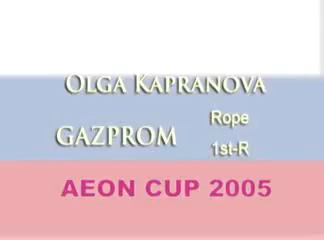 OLGA KAPRANOVA
GAZPROM
Rope
1st-R
AEON CUP 2005